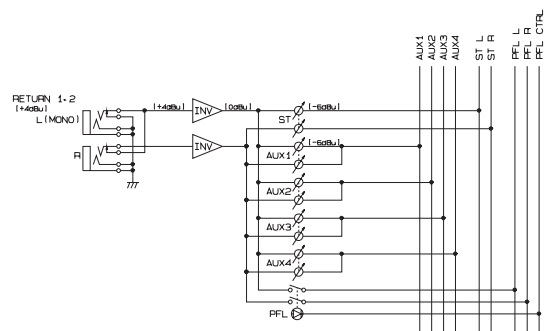 AUX1
AUX2
AUX3
AUX4
ST L
ST R
PFL L
PFL R
PFL CTRL
RETURN 1・2
[+4dBu]
L(MONO)
R
[+4dBu]
INV
[0dBu]
[-6dBu]
ST
INV
[-6dBu]
AUX1
AUX2
AUX3
AUX4
PFL